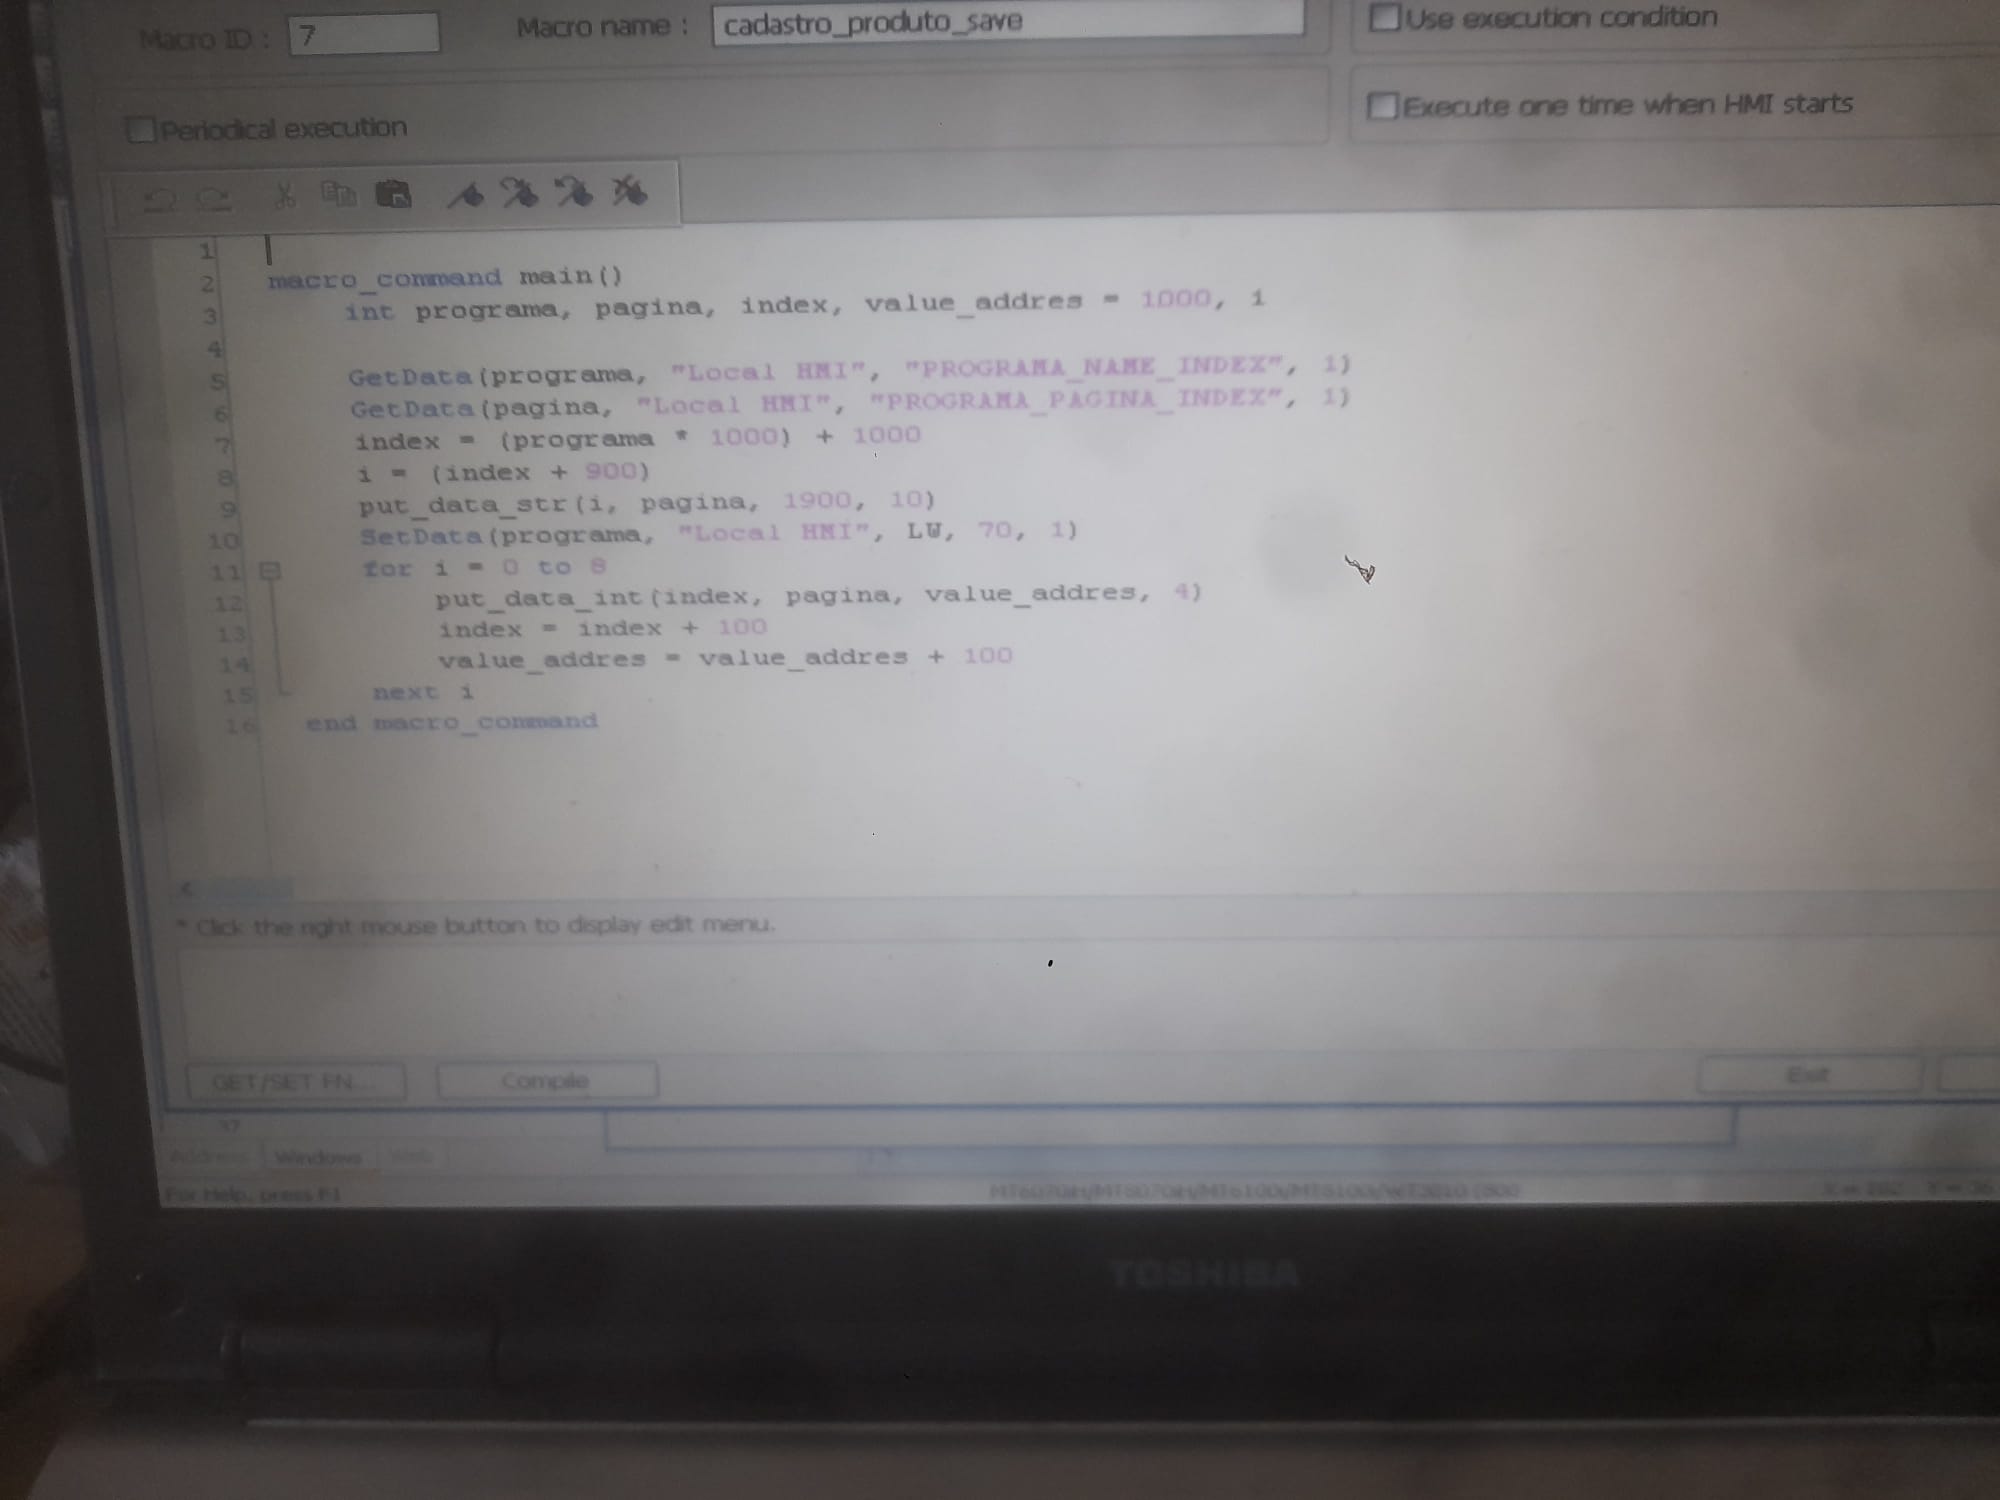 Macro ID : 7 Macro name : cadastro_produto_save Use execution condition
Periodical execution Execute one time when HMI starts
1
2 macro_command main()
3 int programa, pagina, index, value_addres = 1000, i
4
5 GetData(programa, "Local HMI", "PROGRAMA_NAME_INDEX", 1)
6 GetData(pagina, "Local HMI", "PROGRAMA_PAGINA_INDEX", 1)
7 index = (programa * 1000) + 1000
8 i = (index + 900)
9 put_data_str(i, pagina, 1900, 10)
10 SetData(programa, "Local HMI", LW, 70, 1)
11 for i = 0 to 8
12 put_data_int(index, pagina, value_addres, 4)
13 index = index + 100
14 value_addres = value_addres + 100
15 next i
16 end macro_command
* Click the right mouse button to display edit menu.
GET/SET FN... Compile Exit
37
Address Windows Web
For Help, press F1
TOSHIBA